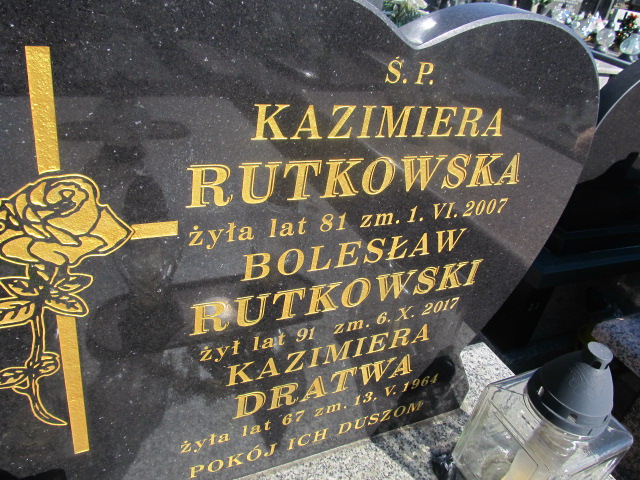 Ś. P.
KAZIMIERA
RUTKOWSKA
żyła lat 81 zm. 1. VI. 2007
BOLESŁAW
RUTKOWSKI
żył lat 91 zm. 6. X. 2017
KAZIMIERA
DRATWA
żyła lat 67 zm. 13. V. 1964
POKÓJ ICH DUSZOM